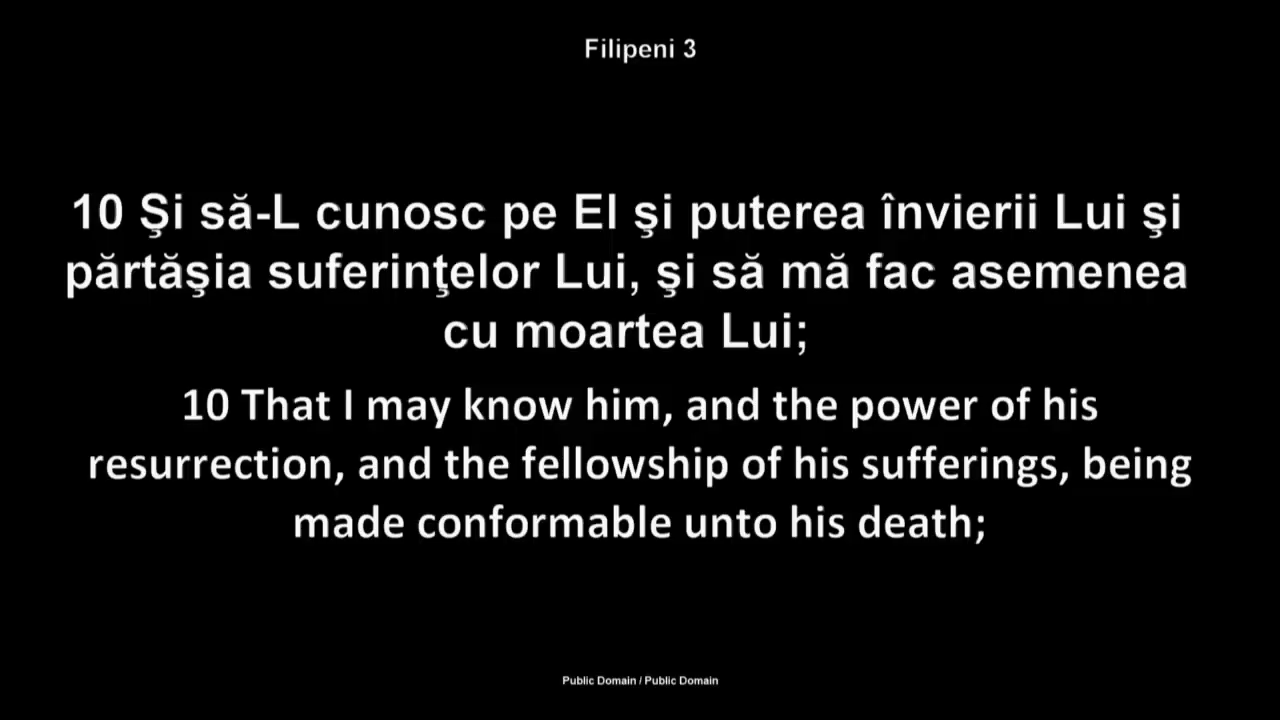 Filipeni 3
10 Şi să-L cunosc pe El şi puterea învierii Lui şi
părtăşia suferinţelor Lui, şi să mă fac asemenea
cu moartea Lui;
10 That I may know him, and the power of his
resurrection, and the fellowship of his sufferings, being
made conformable unto his death;
Public Domain / Public Domain